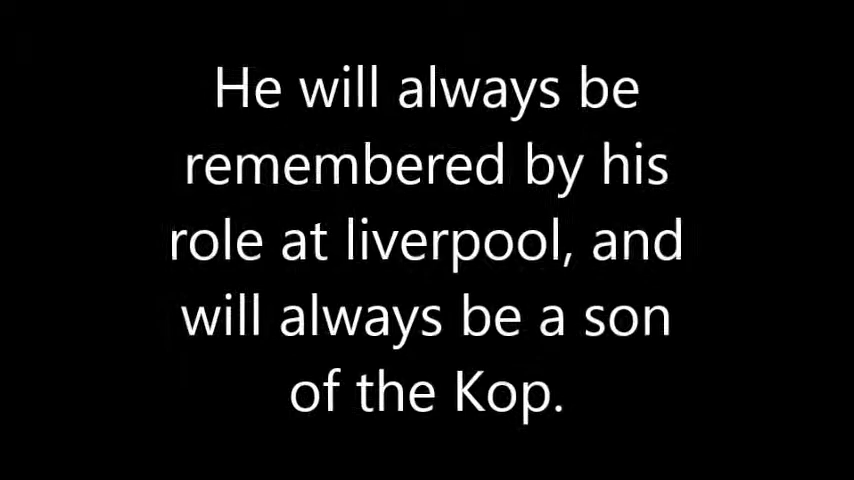 He will always be
remembered by his
role at liverpool, and
will always be a son
of the Kop.